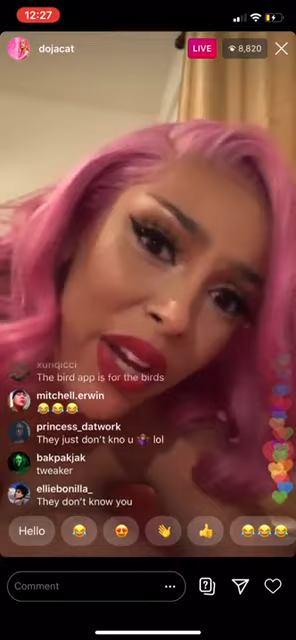 12:27
dojacat
LIVE
8,820
xunqicci
The bird app is for the birds
mitchell.erwin
😂😂😂
princess_datwork
They just don't kno u 🤷🏾‍♀️ lol
bakpakjak
tweaker
elliebonilla_
They don't know you
Hello 😂 😍 👋 👍 😂😂😂
Comment